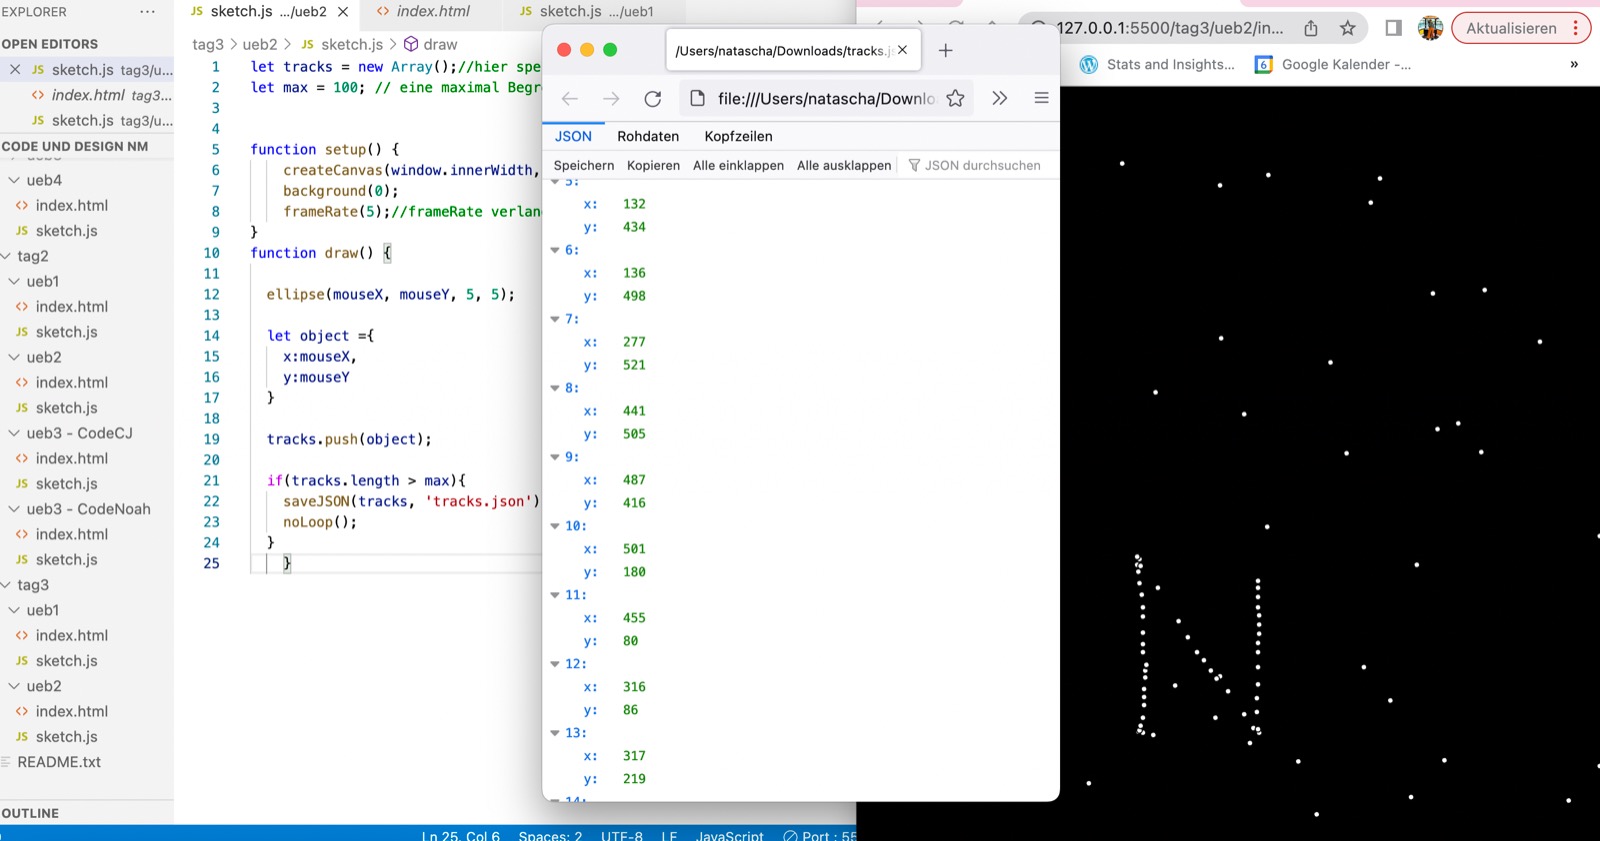 EXPLORER
···
OPEN EDITORS
JS sketch.js tag3/u...
<> index.html tag3...
JS sketch.js tag3/u...
CODE UND DESIGN NM
ueb4
<> index.html
JS sketch.js
tag2
ueb1
<> index.html
JS sketch.js
ueb2
<> index.html
JS sketch.js
ueb3 - CodeCJ
<> index.html
JS sketch.js
ueb3 - CodeNoah
<> index.html
JS sketch.js
tag3
ueb1
<> index.html
JS sketch.js
ueb2
<> index.html
JS sketch.js
README.txt
OUTLINE
JS sketch.js .../ueb2
<> index.html
JS sketch.js .../ueb1
tag3 > ueb2 > JS sketch.js > draw
1 let tracks = new Array();//hier spe
2 let max = 100; // eine maximal Begr
3
4
5 function setup() {
6 createCanvas(window.innerWidth,
7 background(0);
8 frameRate(5);//frameRate verlan
9 }
10 function draw() {
11
12 ellipse(mouseX, mouseY, 5, 5);
13
14 let object ={
15 x:mouseX,
16 y:mouseY
17 }
18
19 tracks.push(object);
20
21 if(tracks.length > max){
22 saveJSON(tracks, 'tracks.json')
23 noLoop();
24 }
25 }
Ln 25, Col 6 Spaces: 2 UTF-8 LF JavaScript Port : 55
/Users/natascha/Downloads/tracks.js
file:///Users/natascha/Downlo
JSON Rohdaten Kopfzeilen
Speichern Kopieren Alle einklappen Alle ausklappen JSON durchsuchen
5:
x: 132
y: 434
6:
x: 136
y: 498
7:
x: 277
y: 521
8:
x: 441
y: 505
9:
x: 487
y: 416
10:
x: 501
y: 180
11:
x: 455
y: 80
12:
x: 316
y: 86
13:
x: 317
y: 219
14:
127.0.0.1:5500/tag3/ueb2/in...
Aktualisieren
Stats and Insights...
6 Google Kalender -...
»